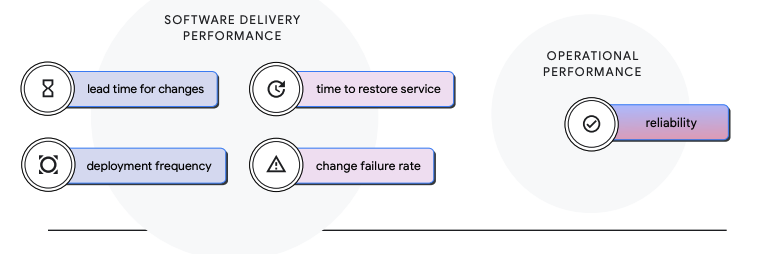 SOFTWARE DELIVERY
PERFORMANCE
lead time for changes
time to restore service
deployment frequency
change failure rate
OPERATIONAL
PERFORMANCE
reliability